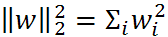 ‖w‖₂² = Σᵢ wᵢ²